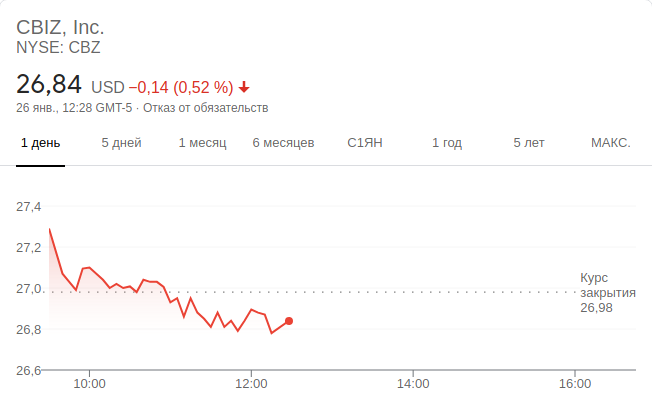 CBIZ, Inc.
NYSE: CBZ
26,84 USD −0,14 (0,52 %)
26 янв., 12:28 GMT-5 · Отказ от обязательств
1 день 5 дней 1 месяц 6 месяцев С1ЯН 1 год 5 лет МАКС.
27,4
27,2
27,0
26,8
26,6
Курс
закрытия
26,98
10:00 12:00 14:00 16:00